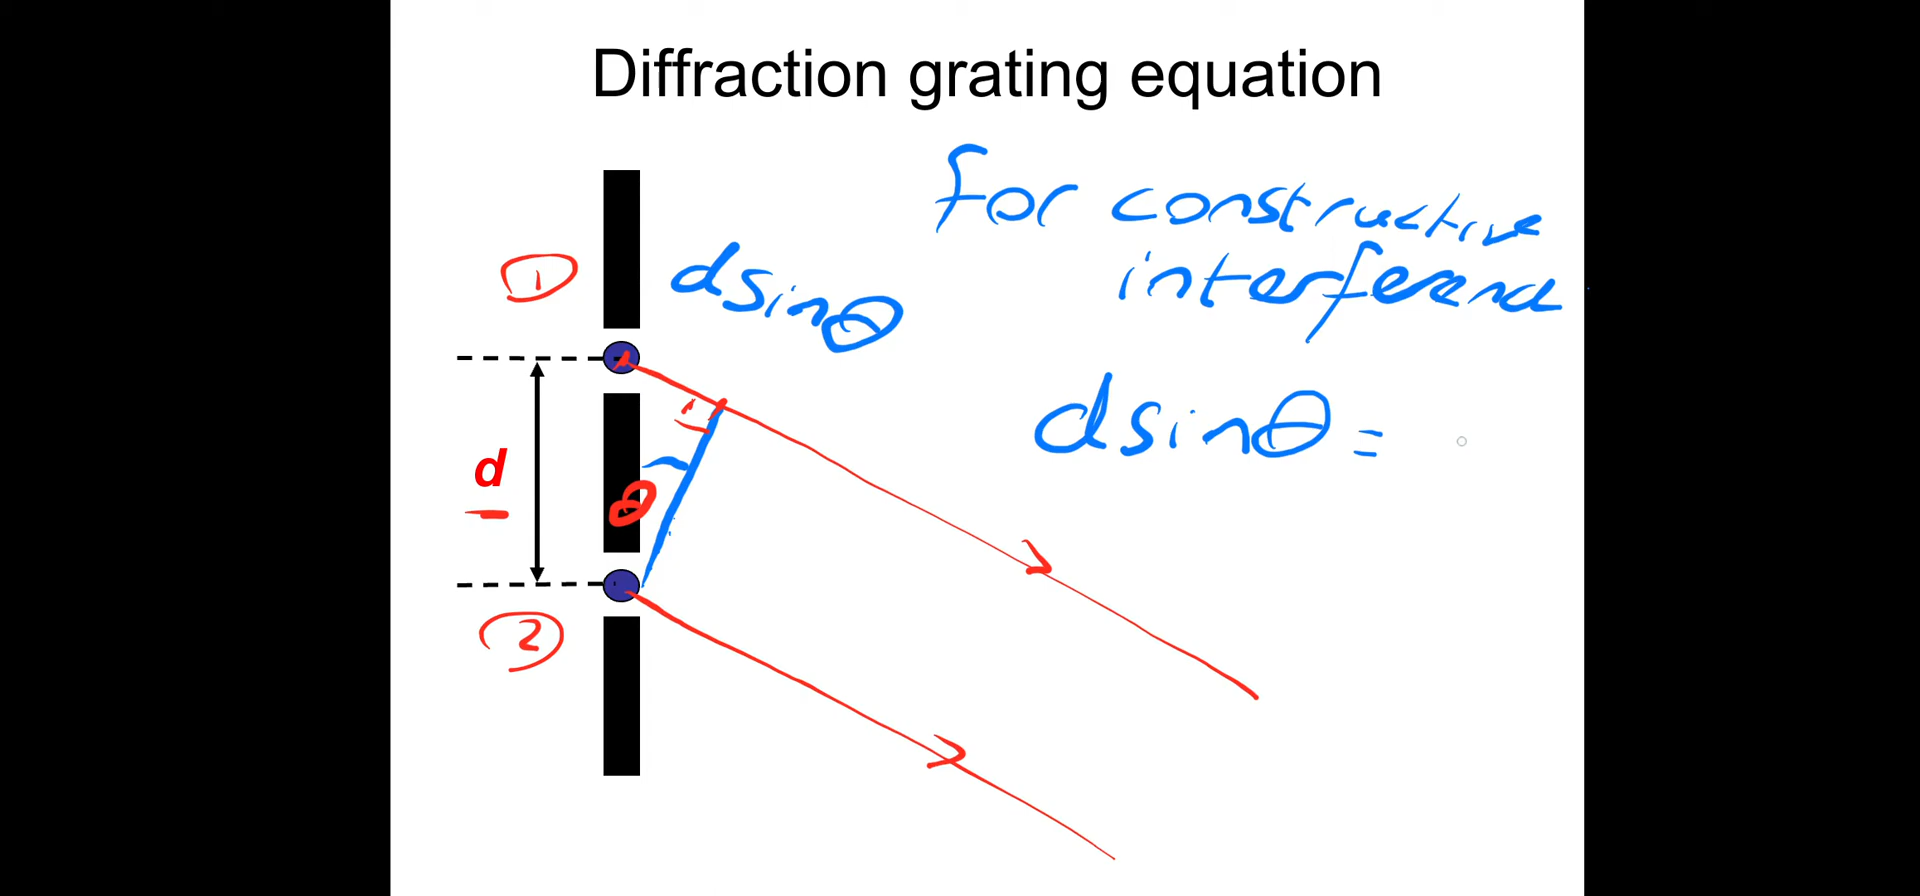 Diffraction grating equation
for constructive
interference
1
dsinθ
dsinθ =
d
θ
2